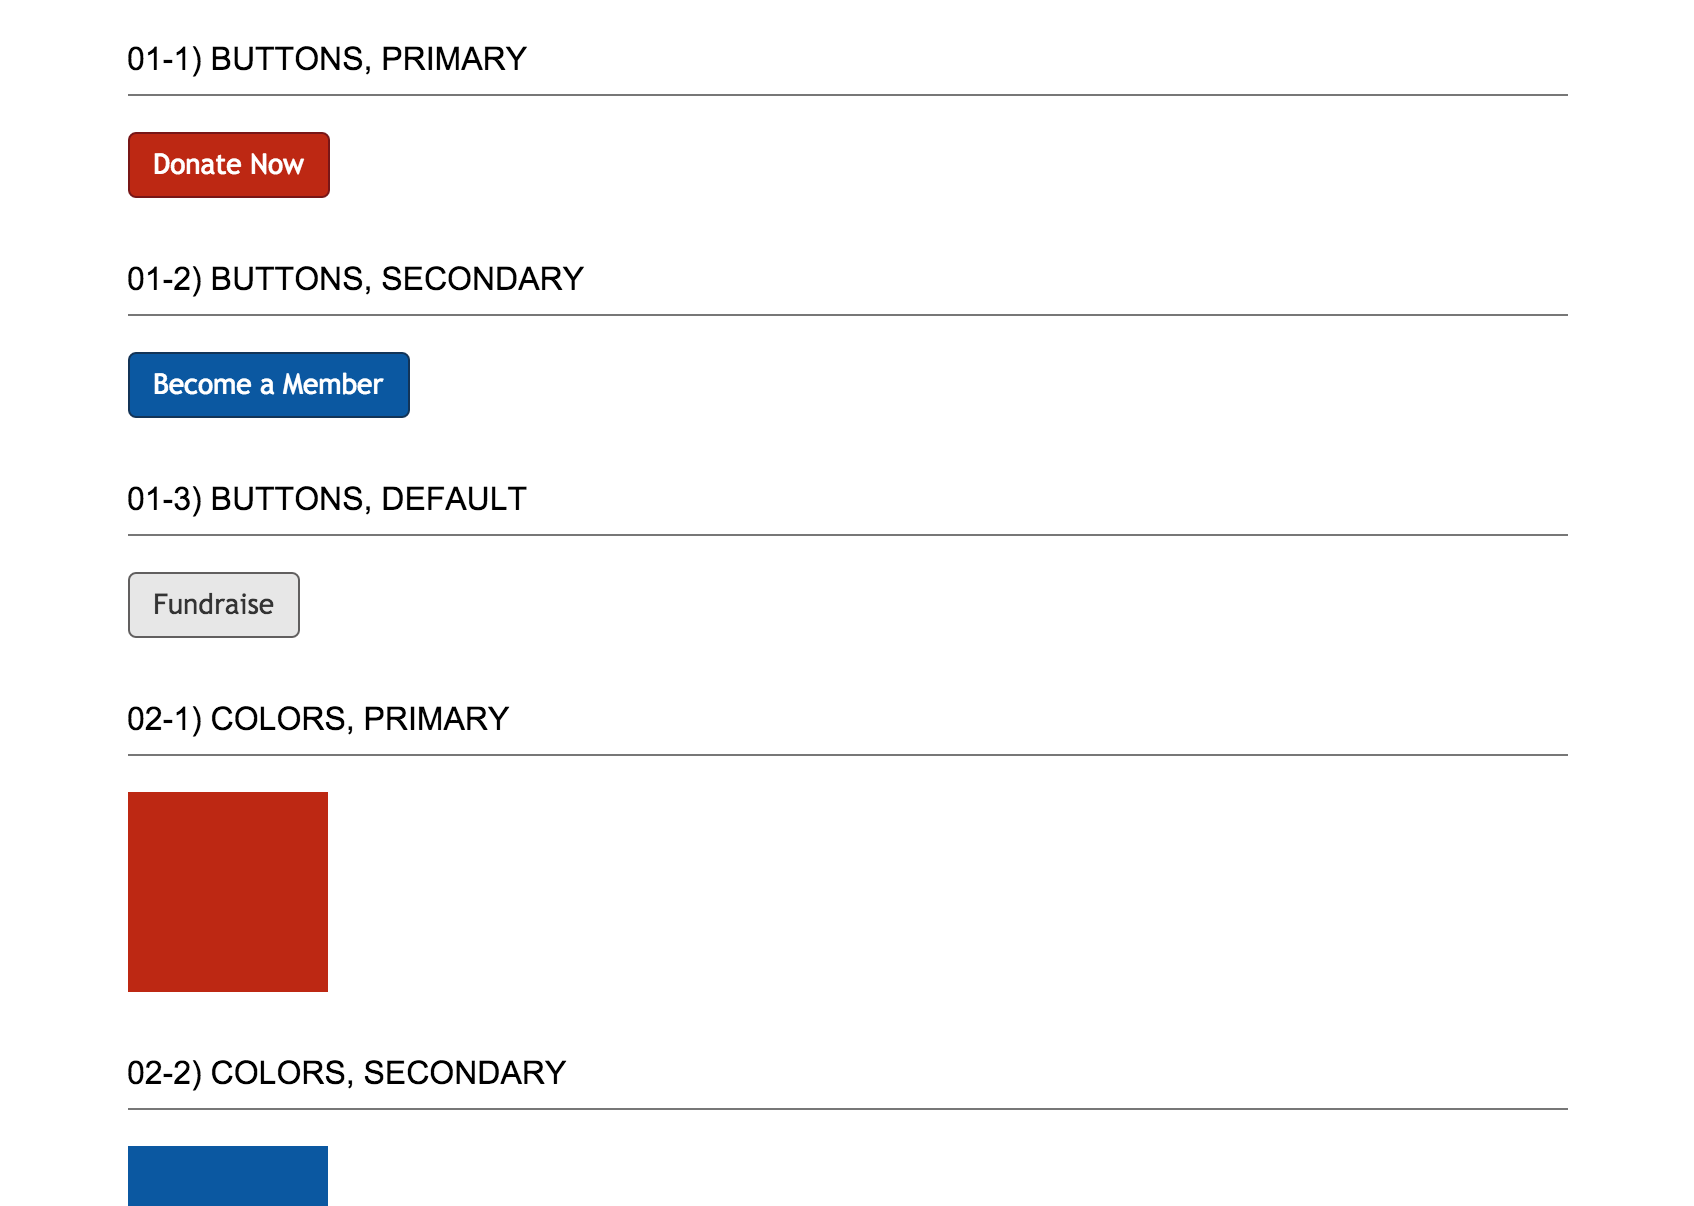 01-1) BUTTONS, PRIMARY
Donate Now
01-2) BUTTONS, SECONDARY
Become a Member
01-3) BUTTONS, DEFAULT
Fundraise
02-1) COLORS, PRIMARY
02-2) COLORS, SECONDARY